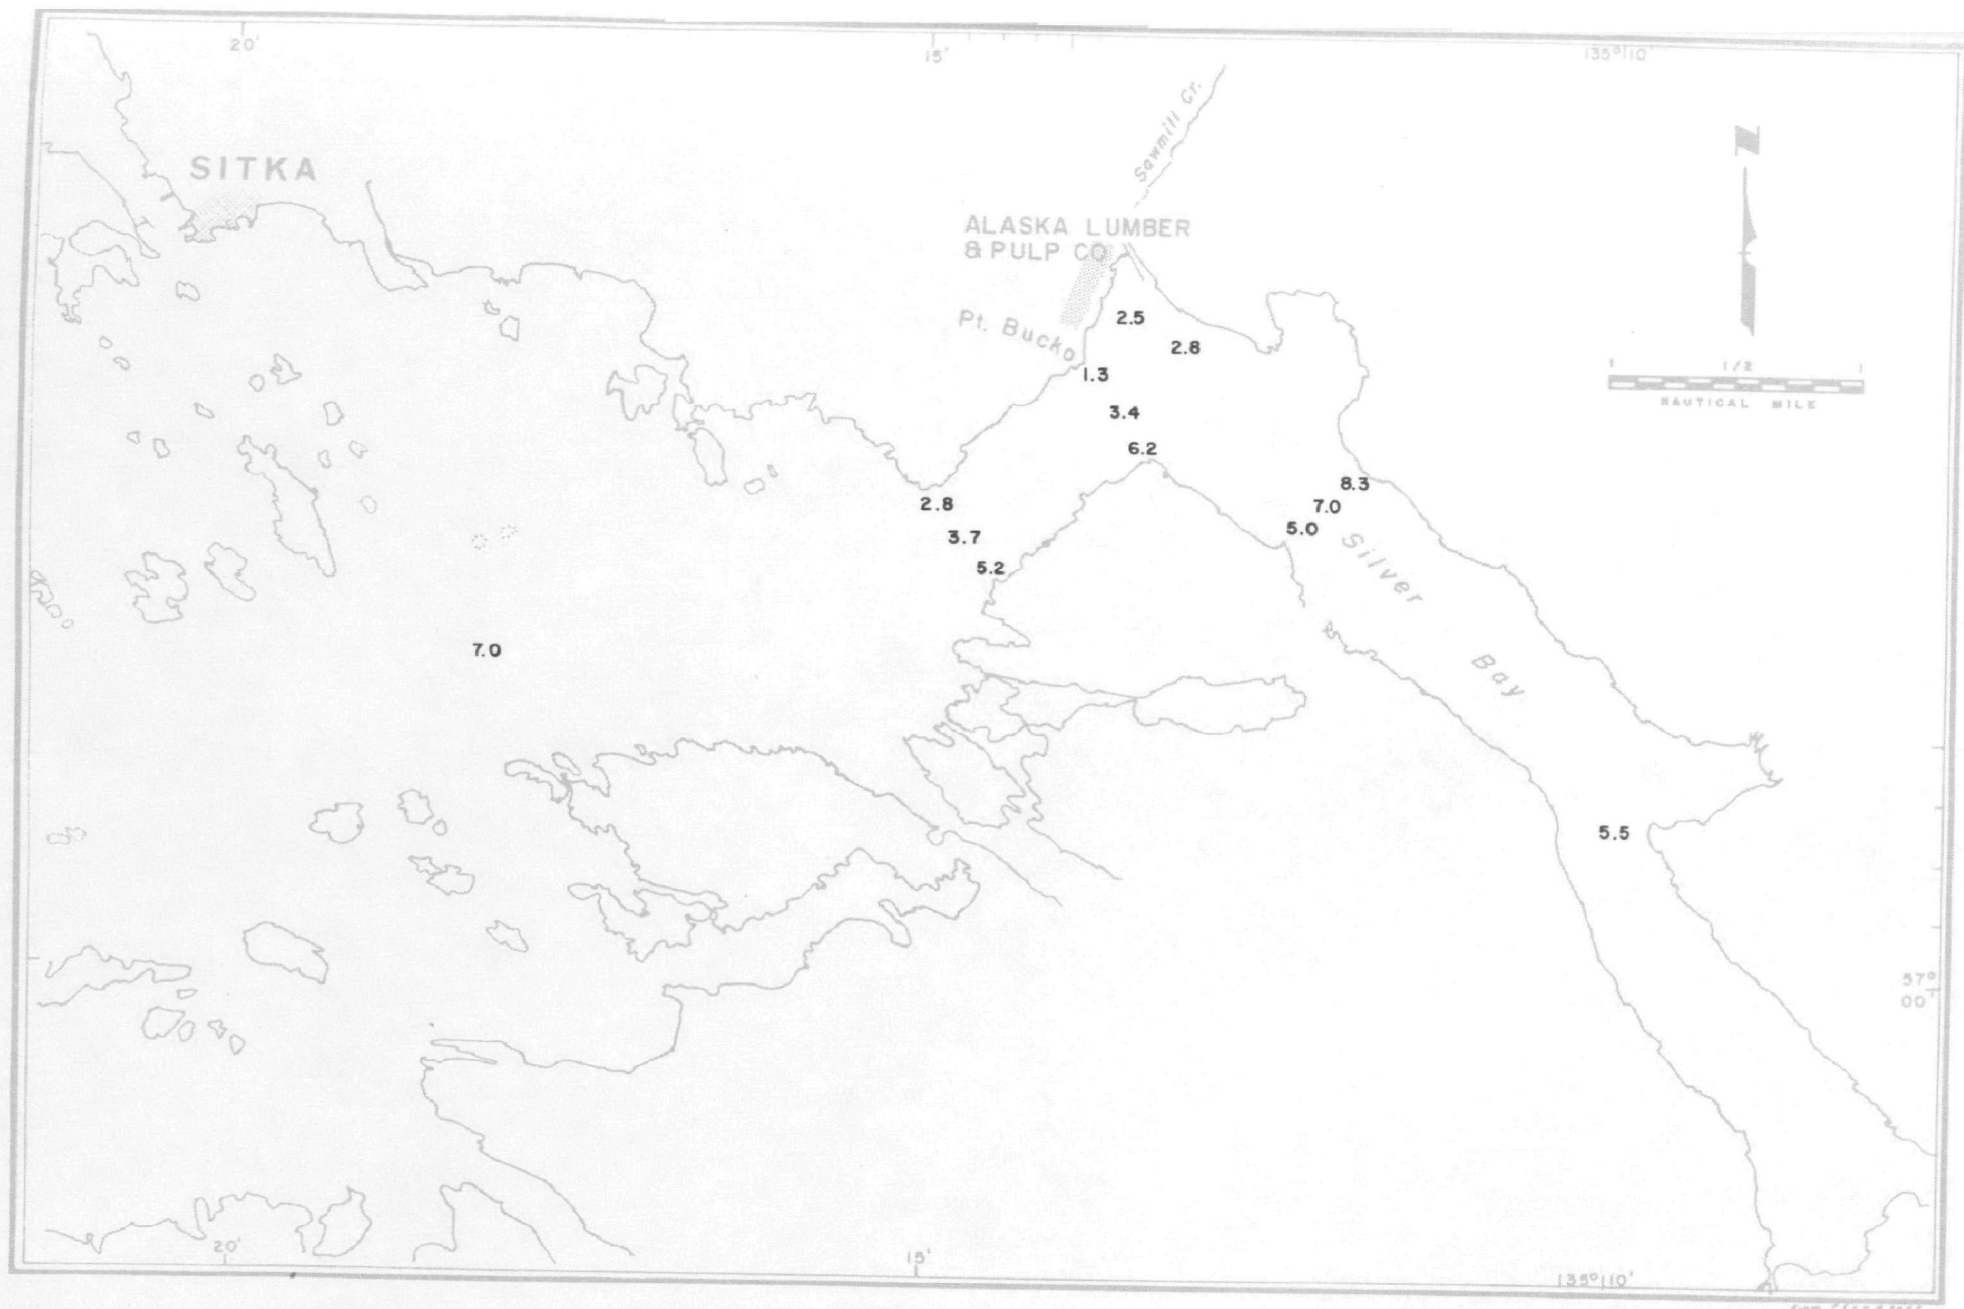 20'
15'
135°10'
Sawmill Cr.
N
SITKA
ALASKA LUMBER
& PULP CO
Pt. Bucko
2.5
2.8
1.3
3.4
6.2
1 1/2 1
NAUTICAL MILE
2.8
3.7
5.2
8.3
7.0
5.0
Silver
Bay
7.0
5.5
57°
00'
20'
15'
135°10'